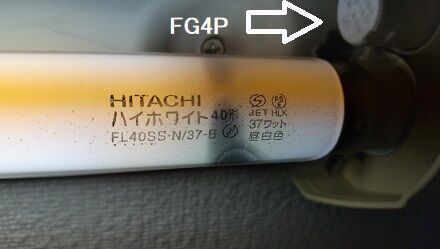 FG4P
HITACHI
ハイホワイト40形
FL40SS·N/37-B
JET HLK
37ワット
昼白色